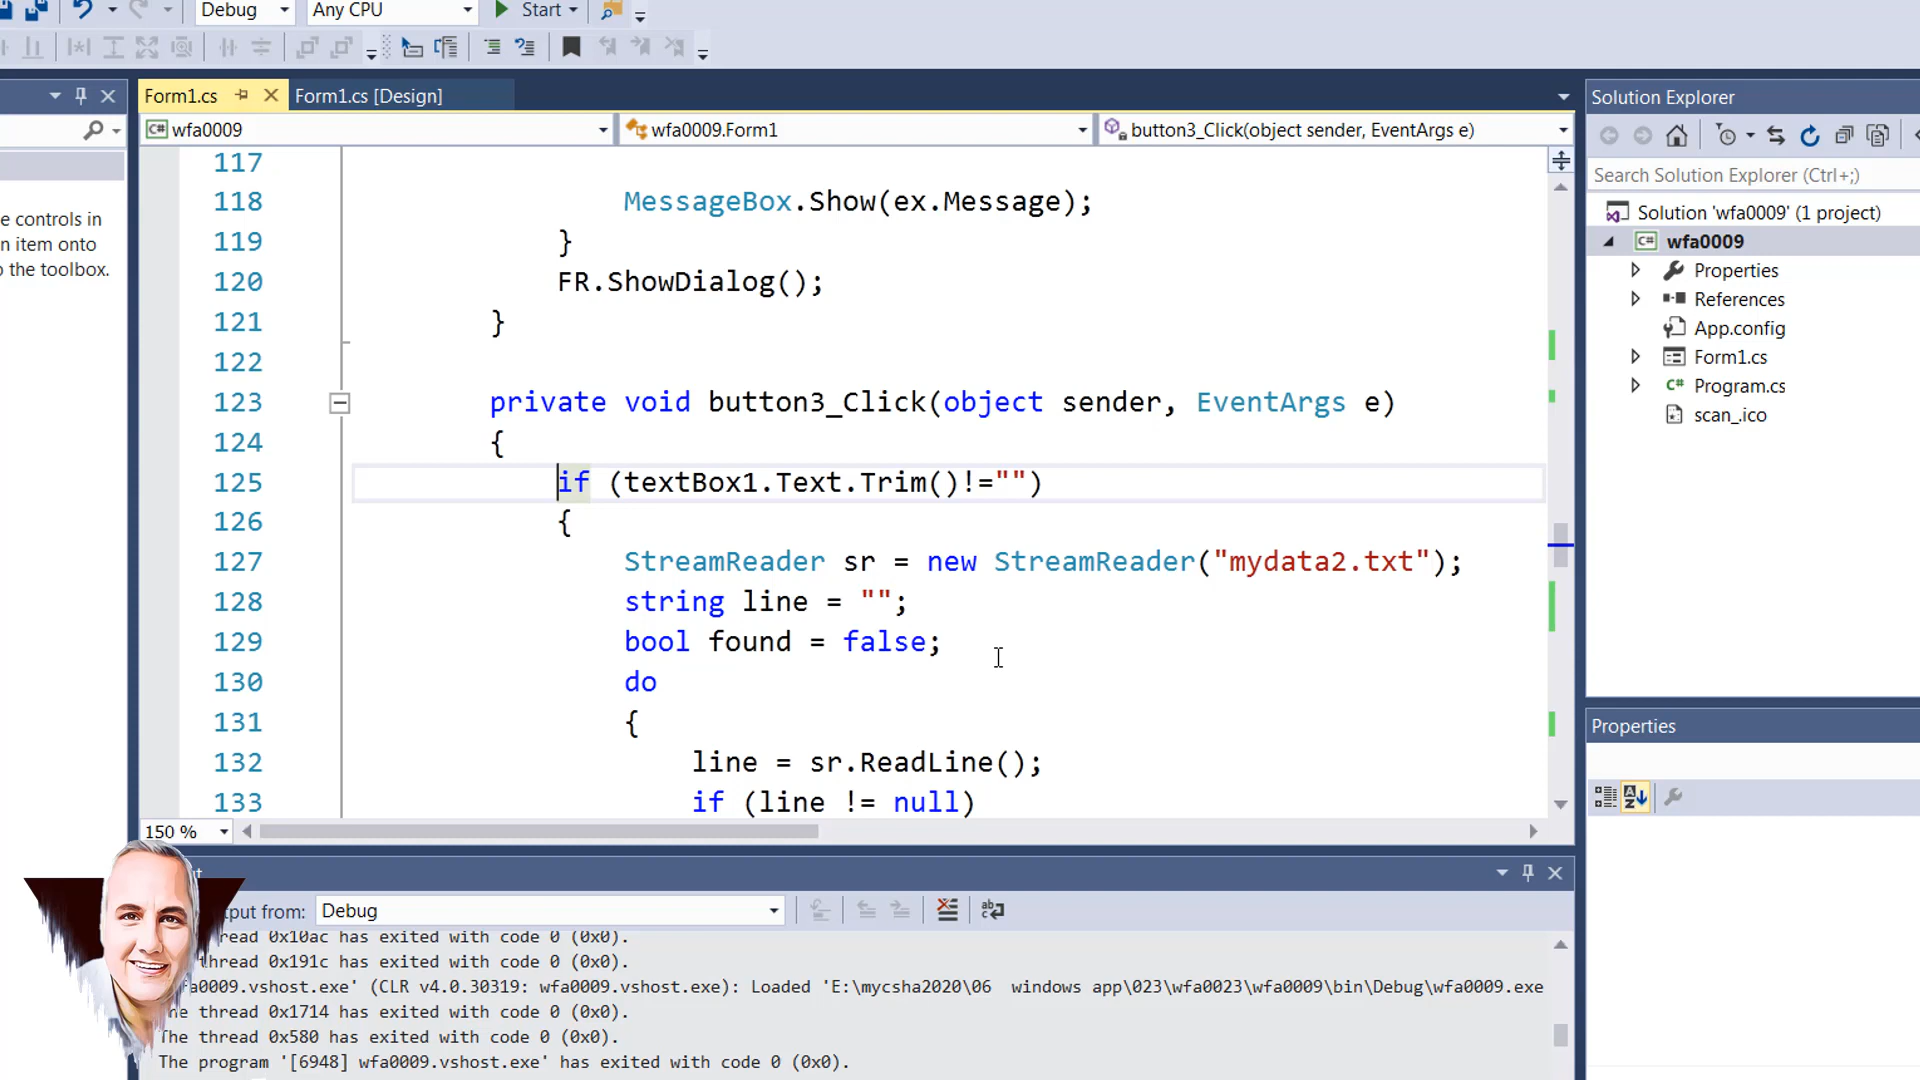 Debug
Any CPU
Start
Form1.cs
Form1.cs [Design]
wfa0009
wfa0009.Form1
button3_Click(object sender, EventArgs e)
e controls in
n item onto
o the toolbox.
117
118 MessageBox.Show(ex.Message);
119 }
120 FR.ShowDialog();
121 }
122
123 private void button3_Click(object sender, EventArgs e)
124 {
125 if (textBox1.Text.Trim()!="")
126 {
127 StreamReader sr = new StreamReader("mydata2.txt");
128 string line = "";
129 bool found = false;
130 do
131 {
132 line = sr.ReadLine();
133 if (line != null)
150 %
Solution Explorer
Search Solution Explorer (Ctrl+;)
Solution 'wfa0009' (1 project)
wfa0009
Properties
References
App.config
Form1.cs
Program.cs
scan_.ico
Properties
put from: Debug
read 0x10ac has exited with code 0 (0x0).
read 0x191c has exited with code 0 (0x0).
fa0009.vshost.exe' (CLR v4.0.30319: wfa0009.vshost.exe): Loaded 'E:\mycsha2020\06  windows app\023\wfa0023\wfa0009\bin\Debug\wfa0009.exe
he thread 0x1714 has exited with code 0 (0x0).
The thread 0x580 has exited with code 0 (0x0).
The program '[6948] wfa0009.vshost.exe' has exited with code 0 (0x0).